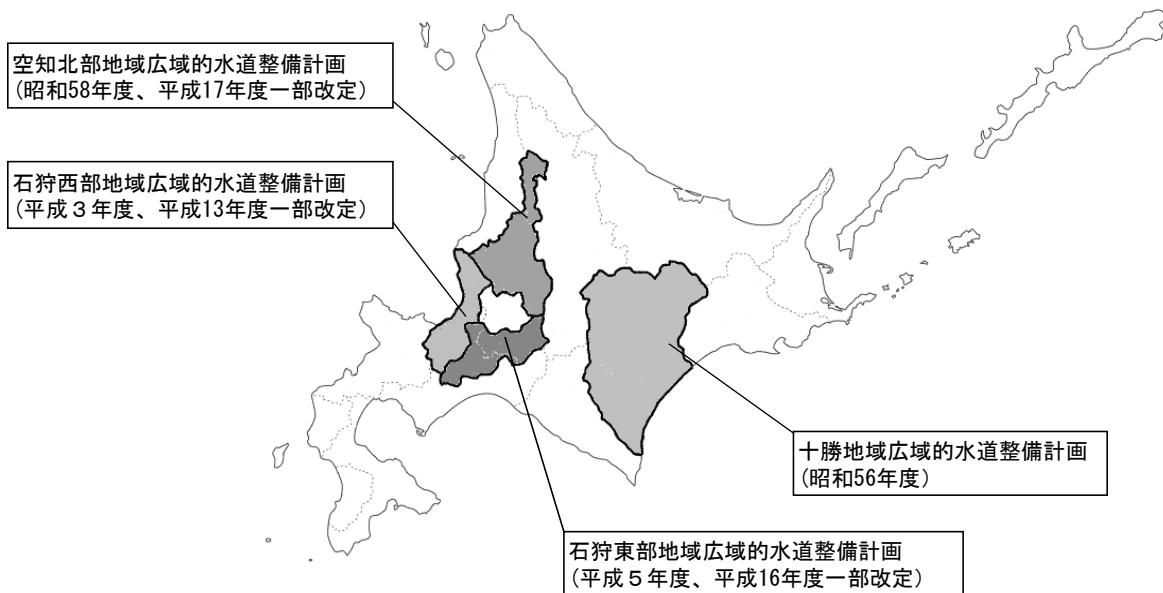 空知北部地域広域的水道整備計画
(昭和58年度、平成17年度一部改定)
石狩西部地域広域的水道整備計画
(平成３年度、平成13年度一部改定)
十勝地域広域的水道整備計画
(昭和56年度)
石狩東部地域広域的水道整備計画
(平成５年度、平成16年度一部改定)